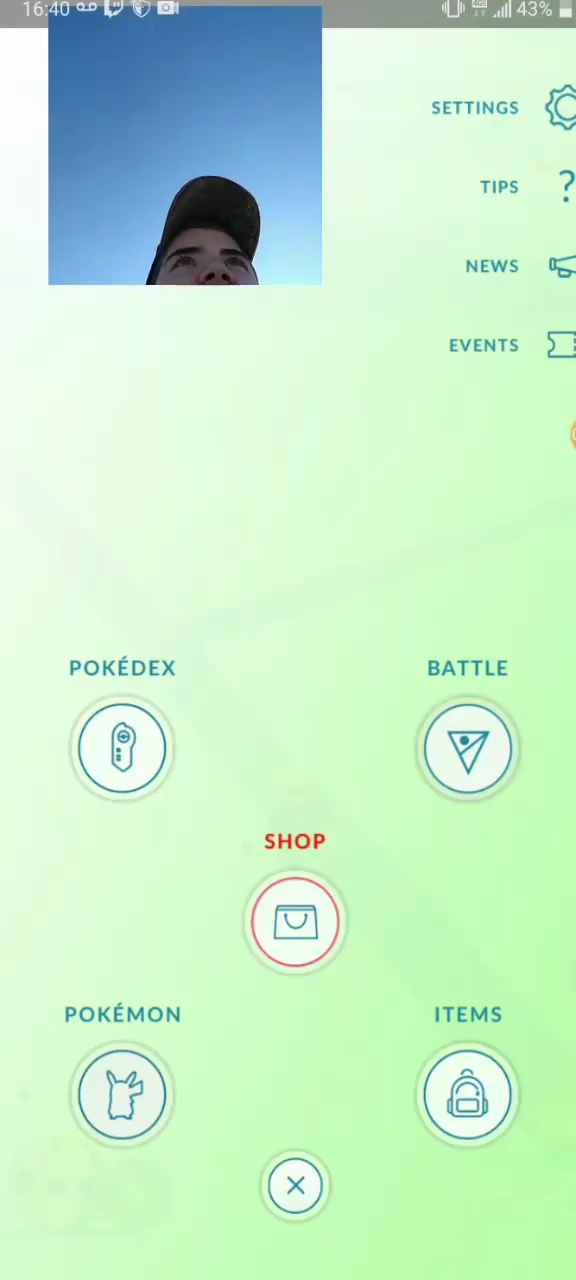 16:40 43%
SETTINGS
TIPS
?
NEWS
EVENTS
POKÉDEX BATTLE
SHOP
POKÉMON ITEMS